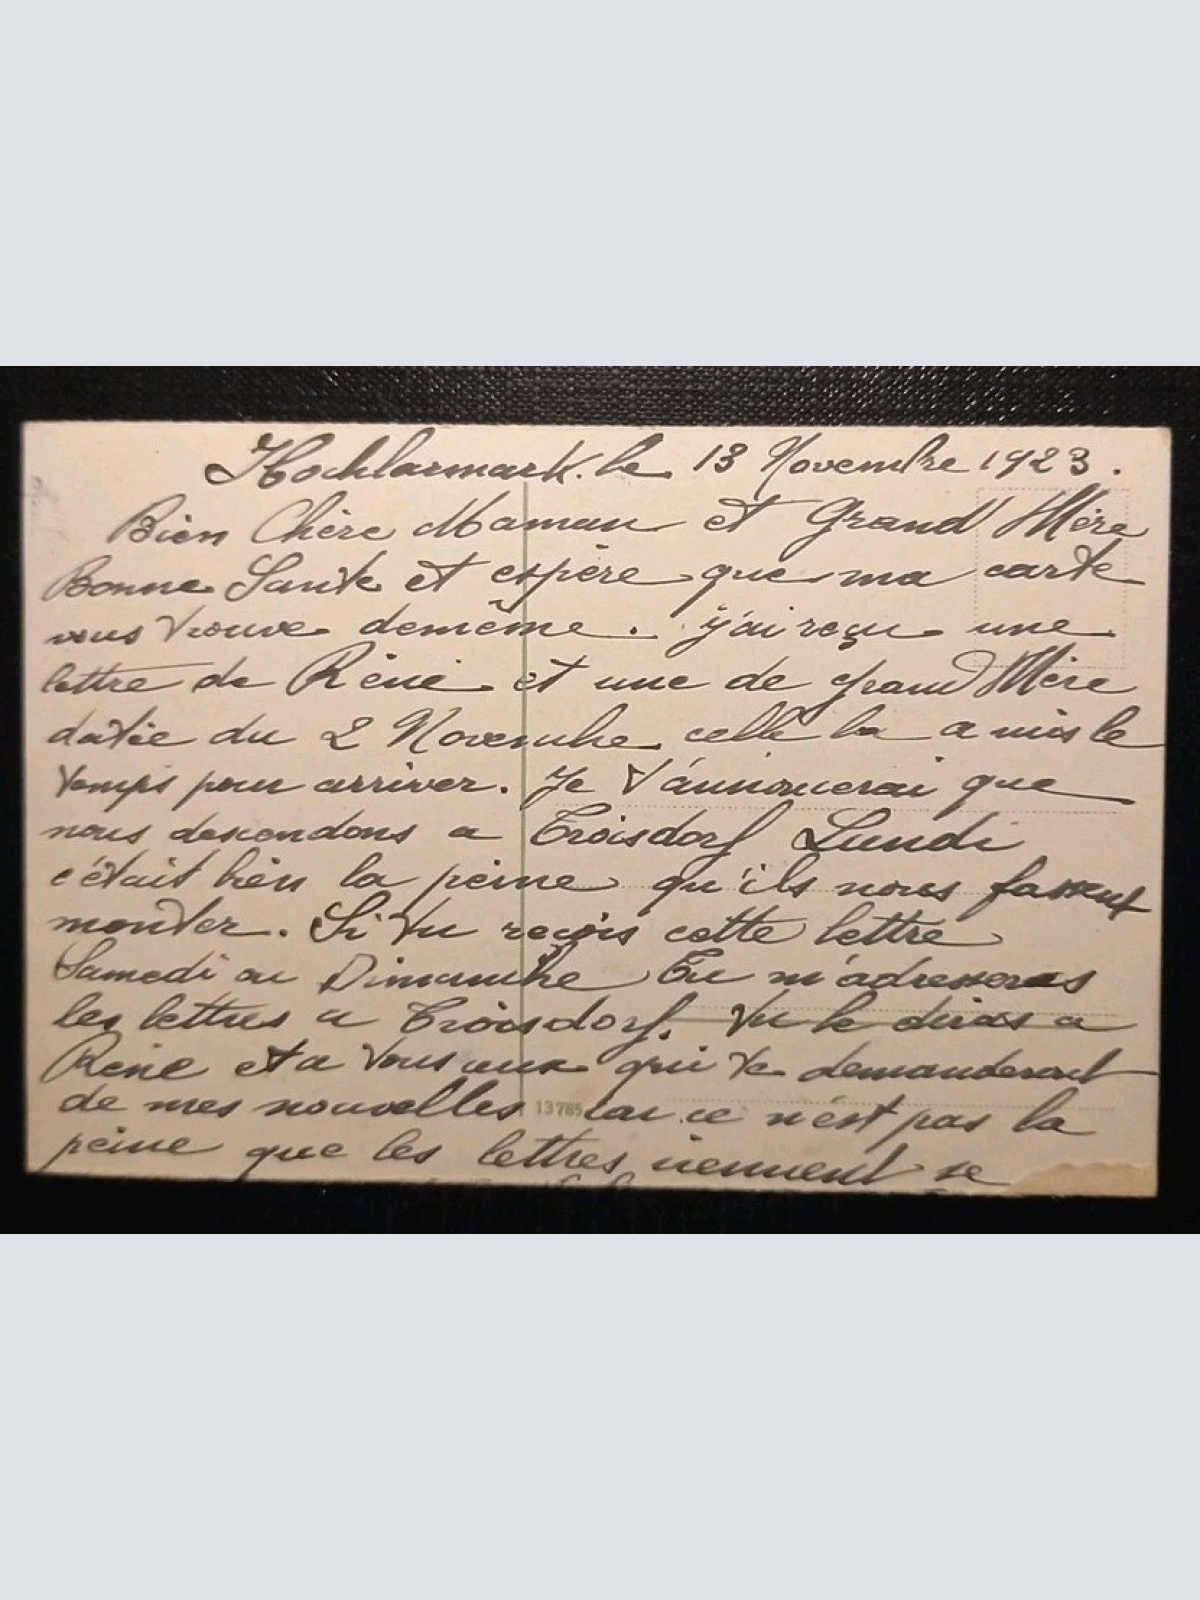 Hochlarmark. le 13 Novembre 1923.
Bien Chère Maman et Grand Mère
Bonne Santé et espère que ma carte
vous trouve demême. j'ai reçu une
lettre de Réné et une de grand Mère
datée du 2 Novembre celle la a mis le
temps pour arriver. Je t'annoncerai que
nous descendons a Troisdorf Lundi
c'était bien la peine qu'ils nous fassent
monter. Si tu reçois cette lettre
Samedi ou Dimanche Tu m'adresseras
les lettres a Troisdorf. tu le diras a
Réné et a tous ceux qui te demanderont
de mes nouvelles car ce n'est pas la
13785
peine que les lettres viennent se